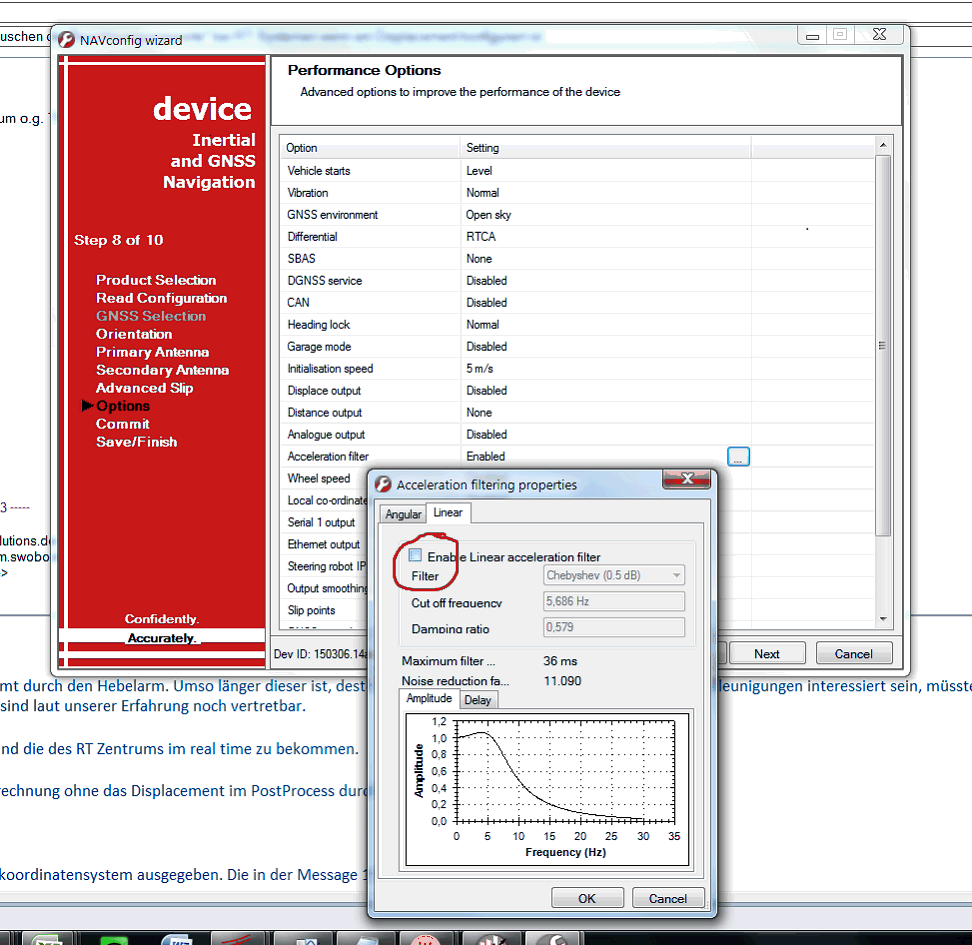 uschen
NAVconfig wizard
um o.g.
device
Inertial
and GNSS
Navigation
Step 8 of 10
Product Selection
Read Configuration
GNSS Selection
Orientation
Primary Antenna
Secondary Antenna
Advanced Slip
Options
Commit
Save/Finish
Confidently.
Accurately.
Performance Options
Advanced options to improve the performance of the device
Option Setting
Vehicle starts Level
Vibration Normal
GNSS environment Open sky
Differential RTCA
SBAS None
DGNSS service Disabled
CAN Disabled
Heading lock Normal
Garage mode Disabled
Initialisation speed 5 m/s
Displace output Disabled
Distance output None
Analogue output Disabled
Acceleration filter Enabled ...
Wheel speed
Local co-ordinate
Serial 1 output
Ethernet output
Steering robot IP
Output smoothing
Slip points
Dev ID: 150306.14a
Next Cancel
Acceleration filtering properties
Angular Linear
Enable Linear acceleration filter
Filter Chebyshev (0.5 dB)
Cut off frequency 5,686 Hz
Damping ratio 0,579
Maximum filter ... 36 ms
Noise reduction fa... 11.090
Amplitude Delay
Amplitude
1,2
1,0
0,8
0,6
0,4
0,2
0,0
0 5 10 15 20 25 30 35
Frequency (Hz)
OK Cancel
3 -----
lutions.de
m.swobo
>
mt durch den Hebelarm. Umso länger dieser ist, dest
leunigungen interessiert sein, müsste
sind laut unserer Erfahrung noch vertretbar.
nd die des RT Zentrums im real time zu bekommen.
rechnung ohne das Displacement im PostProcess durc
koordinatensystem ausgegeben. Die in der Message 1